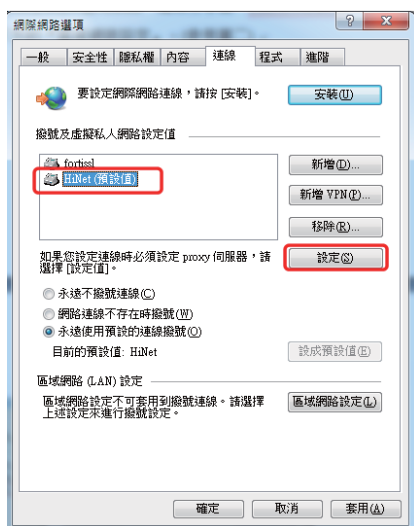 網際網路選項
一般 安全性 隱私權 內容 連線 程式 進階
要設定網際網路連線，請按 [安裝]。 安裝(U)
撥號及虛擬私人網路設定值
fortissl
HiNet (預設值)
新增(D)...
新增 VPN(P)...
移除(R)...
如果您設定連線時必須設定 proxy 伺服器，請
選擇 [設定值]。
設定(S)
永遠不撥號連線(C)
網路連線不存在時撥號(W)
永遠使用預設的連線撥號(O)
目前的預設值: HiNet 設成預設值(E)
區域網路 (LAN) 設定
區域網路設定不可套用到撥號連線。請選擇
上述設定來進行撥號設定。
區域網路設定(L)
確定 取消 套用(A)